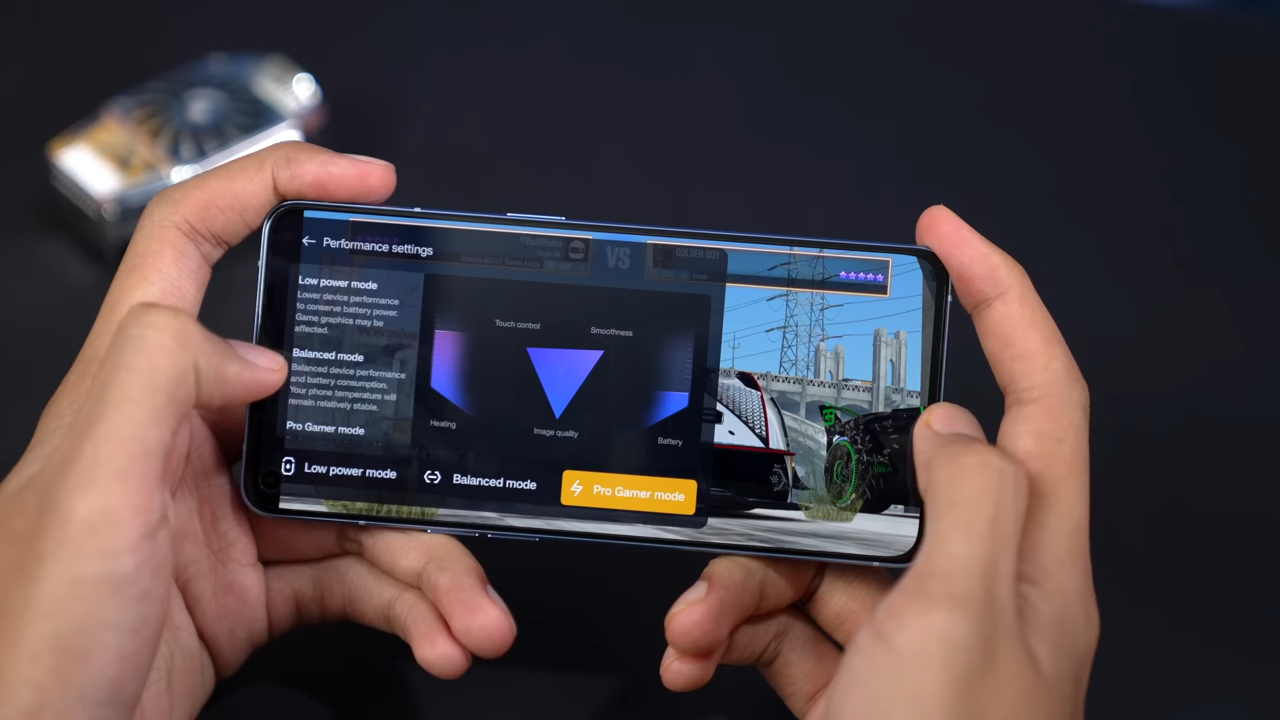 ← Performance settings
VS
GOLDEN BOY
Low power mode
Lower device performance
to conserve battery power.
Game graphics may be
affected.
Balanced mode
Balanced device performance
and battery consumption.
Your phone temperature will
remain relatively stable.
Pro Gamer mode
Touch control
Smoothness
Heating
Image quality
Battery
Low power mode
Balanced mode
Pro Gamer mode